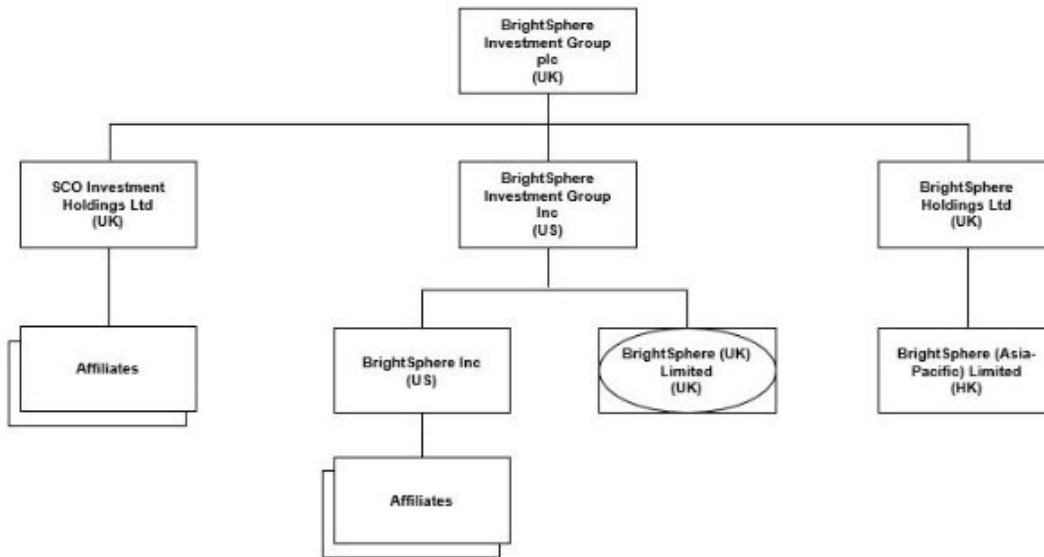 BrightSphere
Investment Group
plc
(UK)
SCO Investment
Holdings Ltd
(UK)
BrightSphere
Investment Group
Inc
(US)
BrightSphere
Holdings Ltd
(UK)
Affiliates
BrightSphere Inc
(US)
BrightSphere (UK)
Limited
(UK)
BrightSphere (Asia-
Pacific) Limited
(HK)
Affiliates